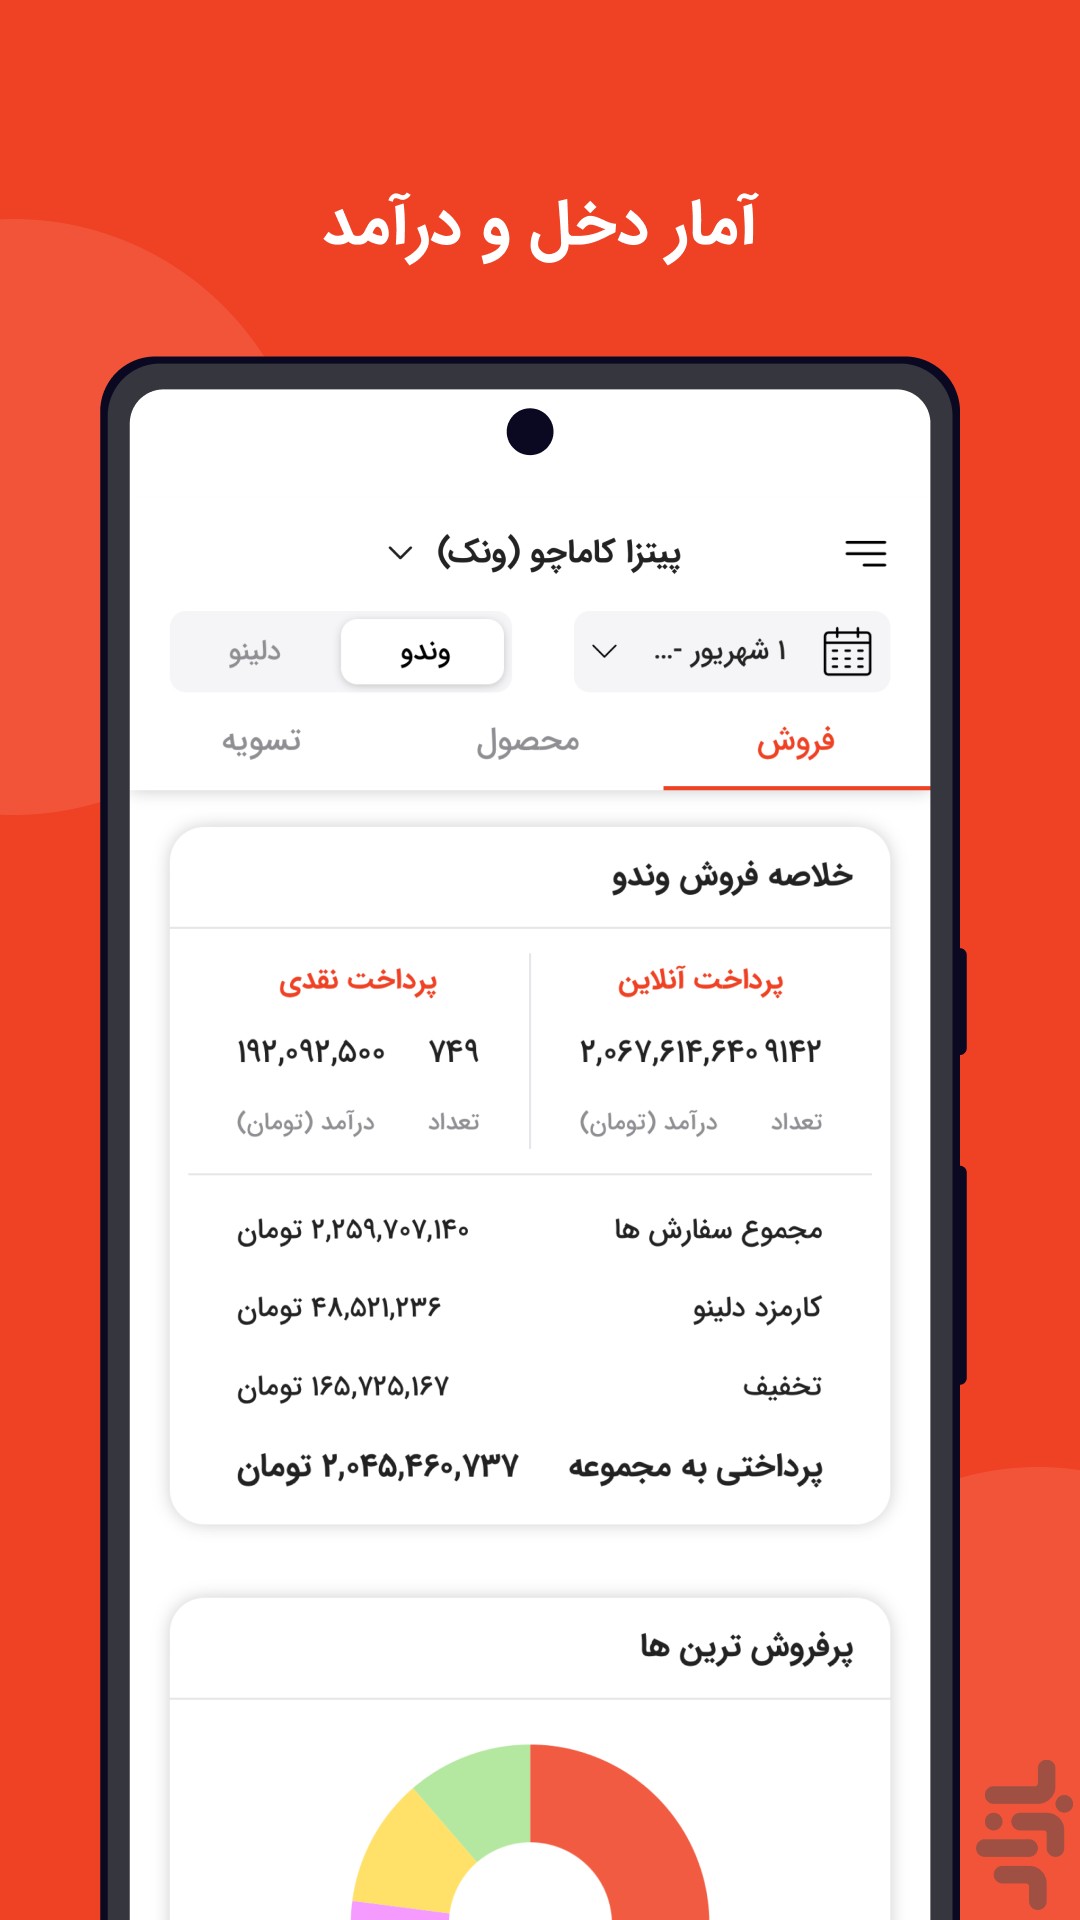 آمار دخل و درآمد
پیتزا کاماچو (ونک)
۱ شهریور -...
وندو
دلینو
فروش
محصول
تسویه
خلاصه فروش وندو
پرداخت آنلاین
پرداخت نقدی
۹۱۴۲
۲,۰۶۷,۶۱۴,۶۴۰
۷۴۹
۱۹۲,۰۹۲,۵۰۰
تعداد
درآمد (تومان)
تعداد
درآمد (تومان)
مجموع سفارش ها
۲,۲۵۹,۷۰۷,۱۴۰ تومان
کارمزد دلینو
۴۸,۵۲۱,۲۳۶ تومان
تخفیف
۱۶۵,۷۲۵,۱۶۷ تومان
پرداختی به مجموعه
۲,۰۴۵,۴۶۰,۷۳۷ تومان
پرفروش ترین ها
بازار